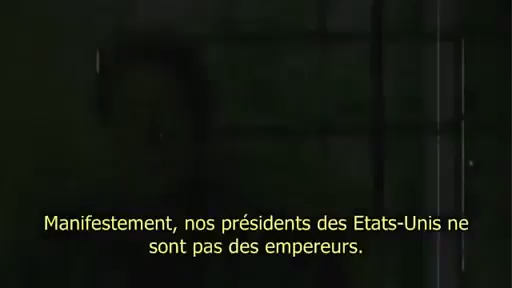 Manifestement, nos présidents des Etats-Unis ne
sont pas des empereurs.